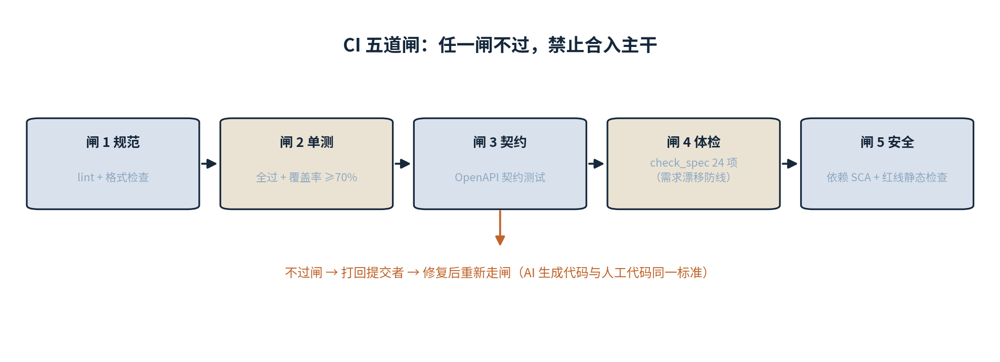 CI 五道闸：任一闸不过，禁止合入主干
闸 1 规范
lint + 格式检查
闸 2 单测
全过 + 覆盖率 ≥70%
闸 3 契约
OpenAPI 契约测试
闸 4 体检
check_spec 24 项
（需求漂移防线）
闸 5 安全
依赖 SCA + 红线静态检查
不过闸 → 打回提交者 → 修复后重新走闸（AI 生成代码与人工代码同一标准）